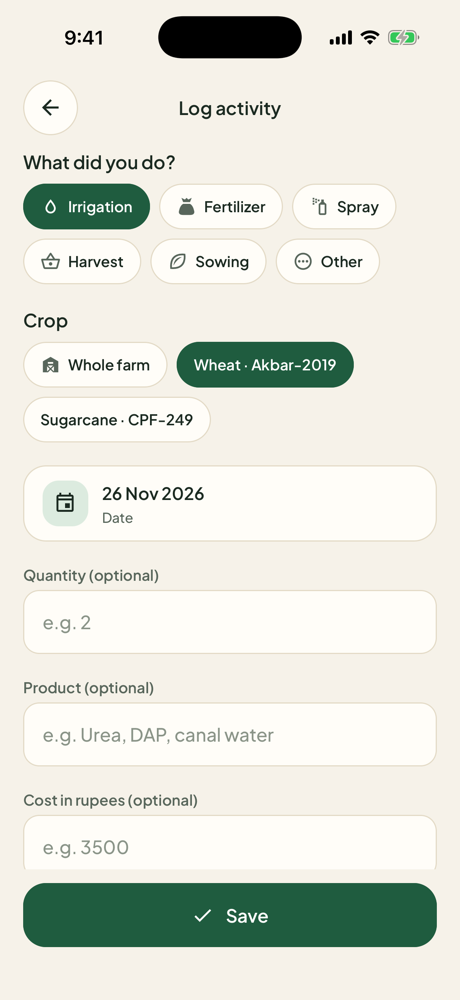 9:41
Log activity
What did you do?
Irrigation
Fertilizer
Spray
Harvest
Sowing
Other
Crop
Whole farm
Wheat · Akbar-2019
Sugarcane · CPF-249
26 Nov 2026
Date
Quantity (optional)
e.g. 2
Product (optional)
e.g. Urea, DAP, canal water
Cost in rupees (optional)
e.g. 3500
Save